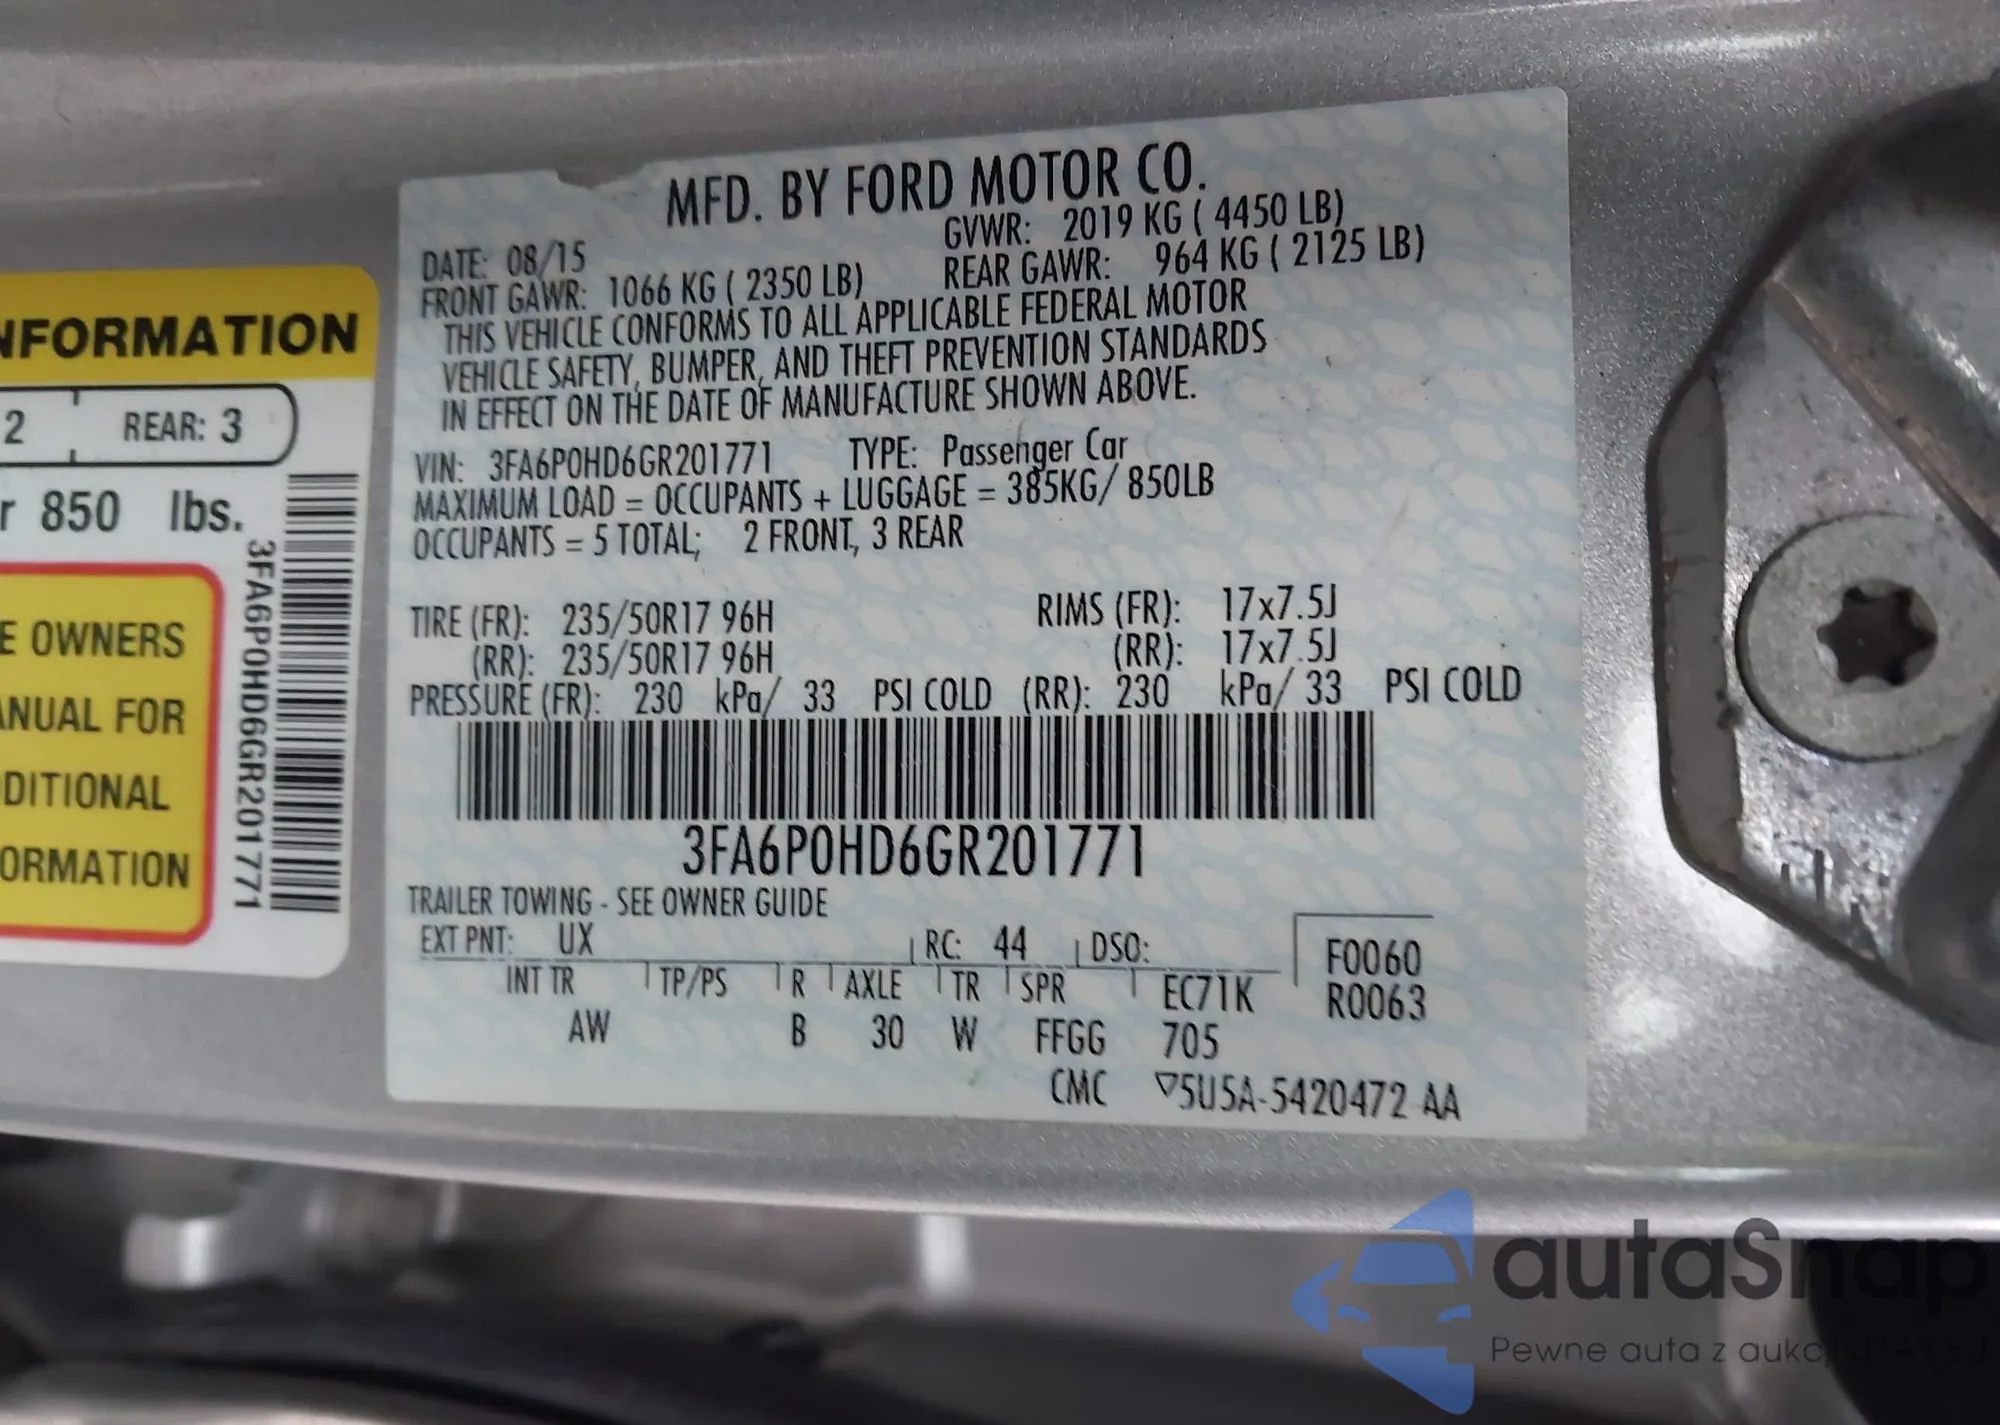 NFORMATION
2 REAR: 3
r 850 lbs.
3FA6P0HD6GR201771
E OWNERS
ANUAL FOR
DITIONAL
ORMATION
MFD. BY FORD MOTOR CO.
DATE: 08/15 GVWR: 2019 KG ( 4450 LB)
FRONT GAWR: 1066 KG ( 2350 LB) REAR GAWR: 964 KG ( 2125 LB)
THIS VEHICLE CONFORMS TO ALL APPLICABLE FEDERAL MOTOR
VEHICLE SAFETY, BUMPER, AND THEFT PREVENTION STANDARDS
IN EFFECT ON THE DATE OF MANUFACTURE SHOWN ABOVE.
VIN: 3FA6P0HD6GR201771 TYPE: Passenger Car
MAXIMUM LOAD = OCCUPANTS + LUGGAGE = 385KG/ 850LB
OCCUPANTS = 5 TOTAL; 2 FRONT, 3 REAR
TIRE (FR): 235/50R17 96H RIMS (FR): 17x7.5J
(RR): 235/50R17 96H (RR): 17x7.5J
PRESSURE (FR): 230 kPa/ 33 PSI COLD (RR): 230 kPa/ 33 PSI COLD
3FA6P0HD6GR201771
TRAILER TOWING - SEE OWNER GUIDE
EXT PNT: UX RC: 44 DSO: F0060
INT TR TP/PS R AXLE TR SPR EC71K R0063
AW B 30 W FFGG 705
CMC ▽5U5A-5420472-AA
autaSnap
Pewne auta z aukcji